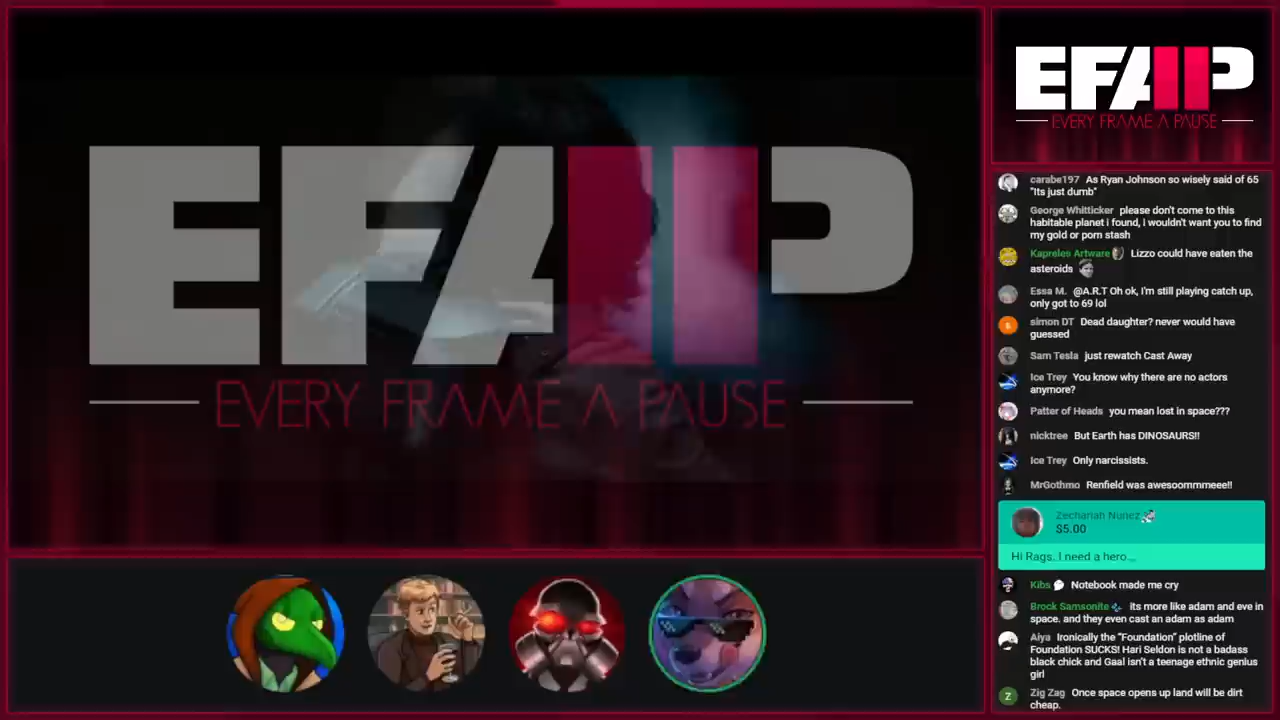 EFAP
EVERY FRAME A PAUSE
EFAP
EVERY FRAME A PAUSE
carabe197 As Ryan Johnson so wisely said of 65
"Its just dumb"
George Whitticker please don't come to this
habitable planet i found, i wouldn't want you to find
my gold or porn stash
Kapreles Artware Lizzo could have eaten the
asteroids
Essa M. @A.R.T Oh ok, I'm still playing catch up,
only got to 69 lol
simon DT Dead daughter? never would have
guessed
Sam Tesla just rewatch Cast Away
Ice Trey You know why there are no actors
anymore?
Patter of Heads you mean lost in space???
nicktree But Earth has DINOSAURS!!
Ice Trey Only narcissists.
MrGothmo Renfield was awesoommmeee!!
Zechariah Nunez
$5.00
Hi Rags. I need a hero...
Kibs Notebook made me cry
Brock Samsonite its more like adam and eve in
space. and they even cast an adam as adam
Aiya Ironically the "Foundation" plotline of
Foundation SUCKS! Hari Seldon is not a badass
black chick and Gaal isn't a teenage ethnic genius
girl
Z
Zig Zag Once space opens up land will be dirt
cheap.